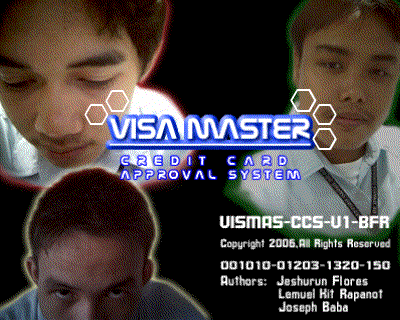 VISA MASTER
CREDIT CARD
APPROVAL SYSTEM
VISMAS-CCS-V1-BFR
Copyright 2006,All Rights Reserved
001010-01203-1320-150
Authors: Jeshurun Flores
Lemuel Kit Rapanot
Joseph Baba